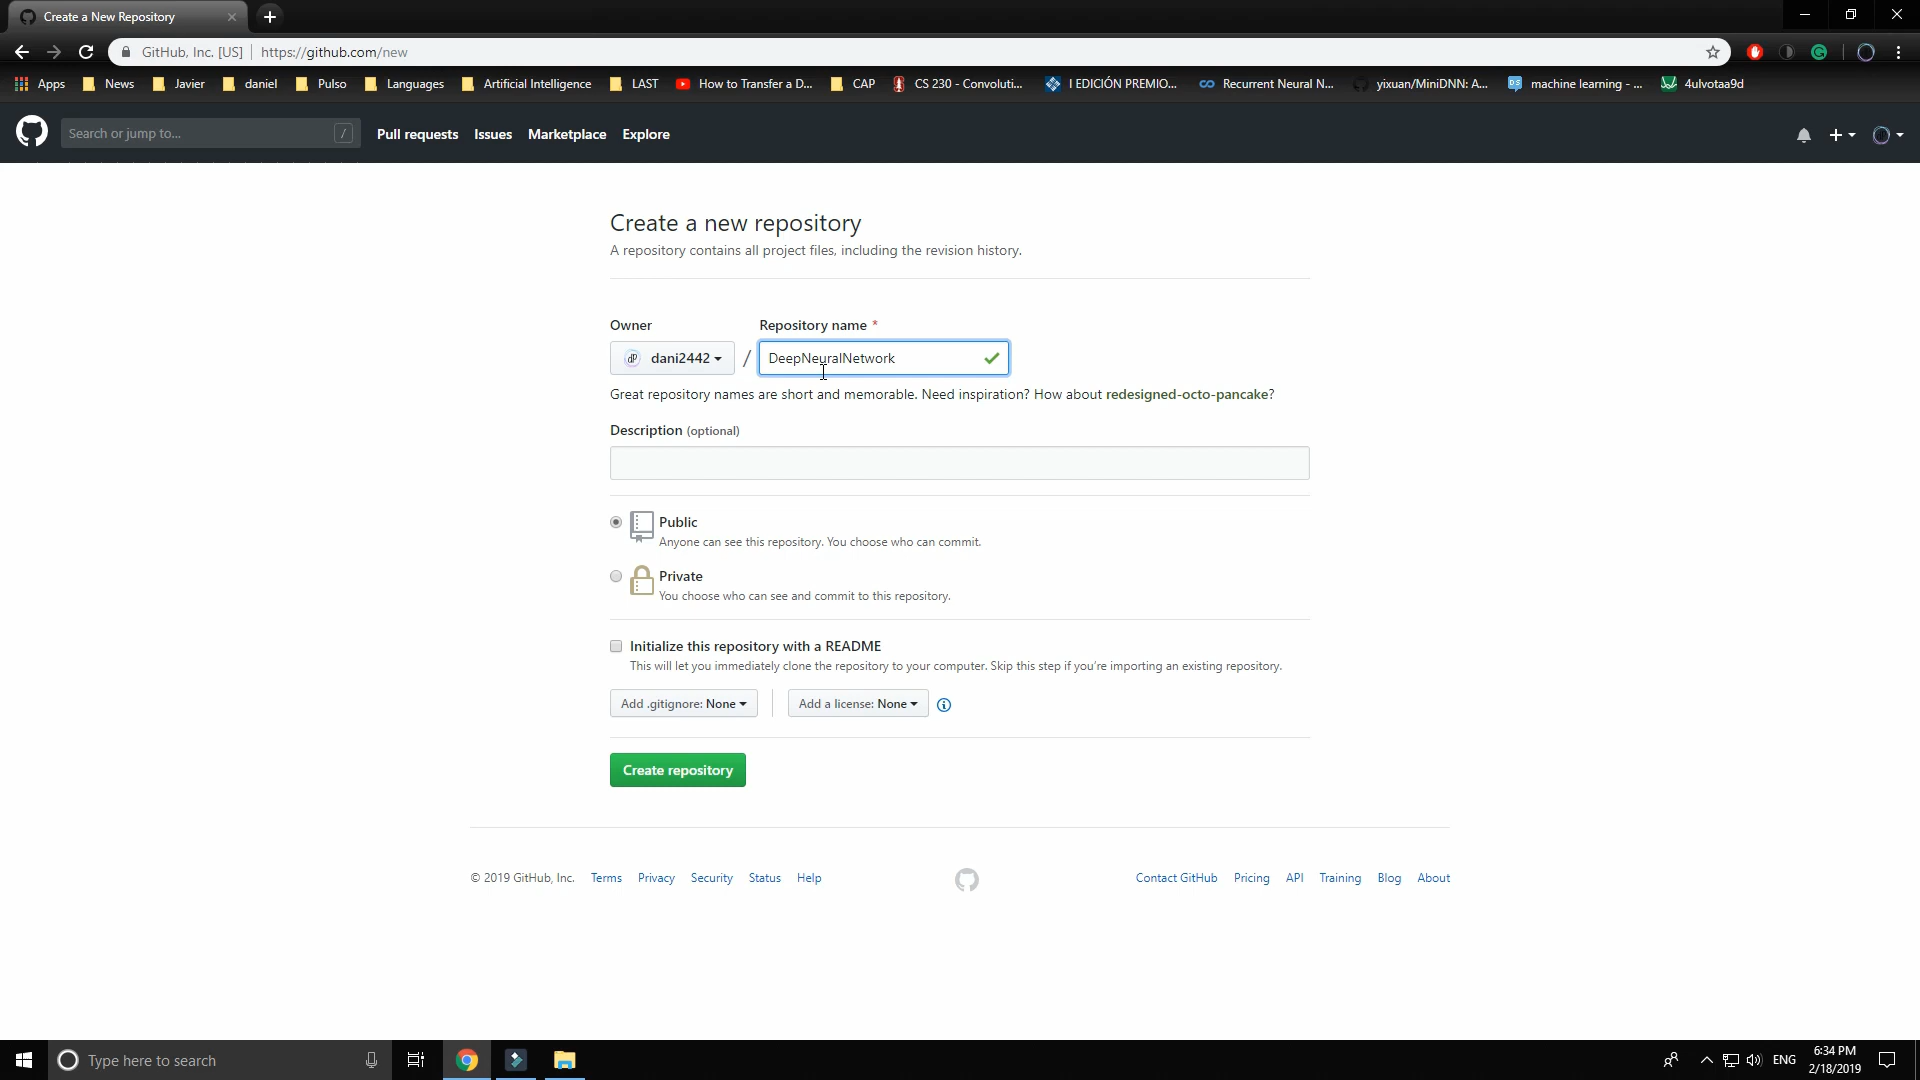 Create a New Repository
GitHub, Inc. [US] | https://github.com/new
Apps News Javier daniel Pulso Languages Artificial Intelligence LAST How to Transfer a D... CAP CS 230 - Convoluti... I EDICIÓN PREMIO... Recurrent Neural N... yixuan/MiniDNN: A... machine learning - ... 4ulvotaa9d
Search or jump to... / Pull requests Issues Marketplace Explore
Create a new repository
A repository contains all project files, including the revision history.
Owner Repository name *
dani2442 / DeepNeuralNetwork
Great repository names are short and memorable. Need inspiration? How about redesigned-octo-pancake?
Description (optional)
Public
Anyone can see this repository. You choose who can commit.
Private
You choose who can see and commit to this repository.
Initialize this repository with a README
This will let you immediately clone the repository to your computer. Skip this step if you're importing an existing repository.
Add .gitignore: None Add a license: None
Create repository
© 2019 GitHub, Inc. Terms Privacy Security Status Help Contact GitHub Pricing API Training Blog About
Type here to search ENG 6:34 PM
2/18/2019